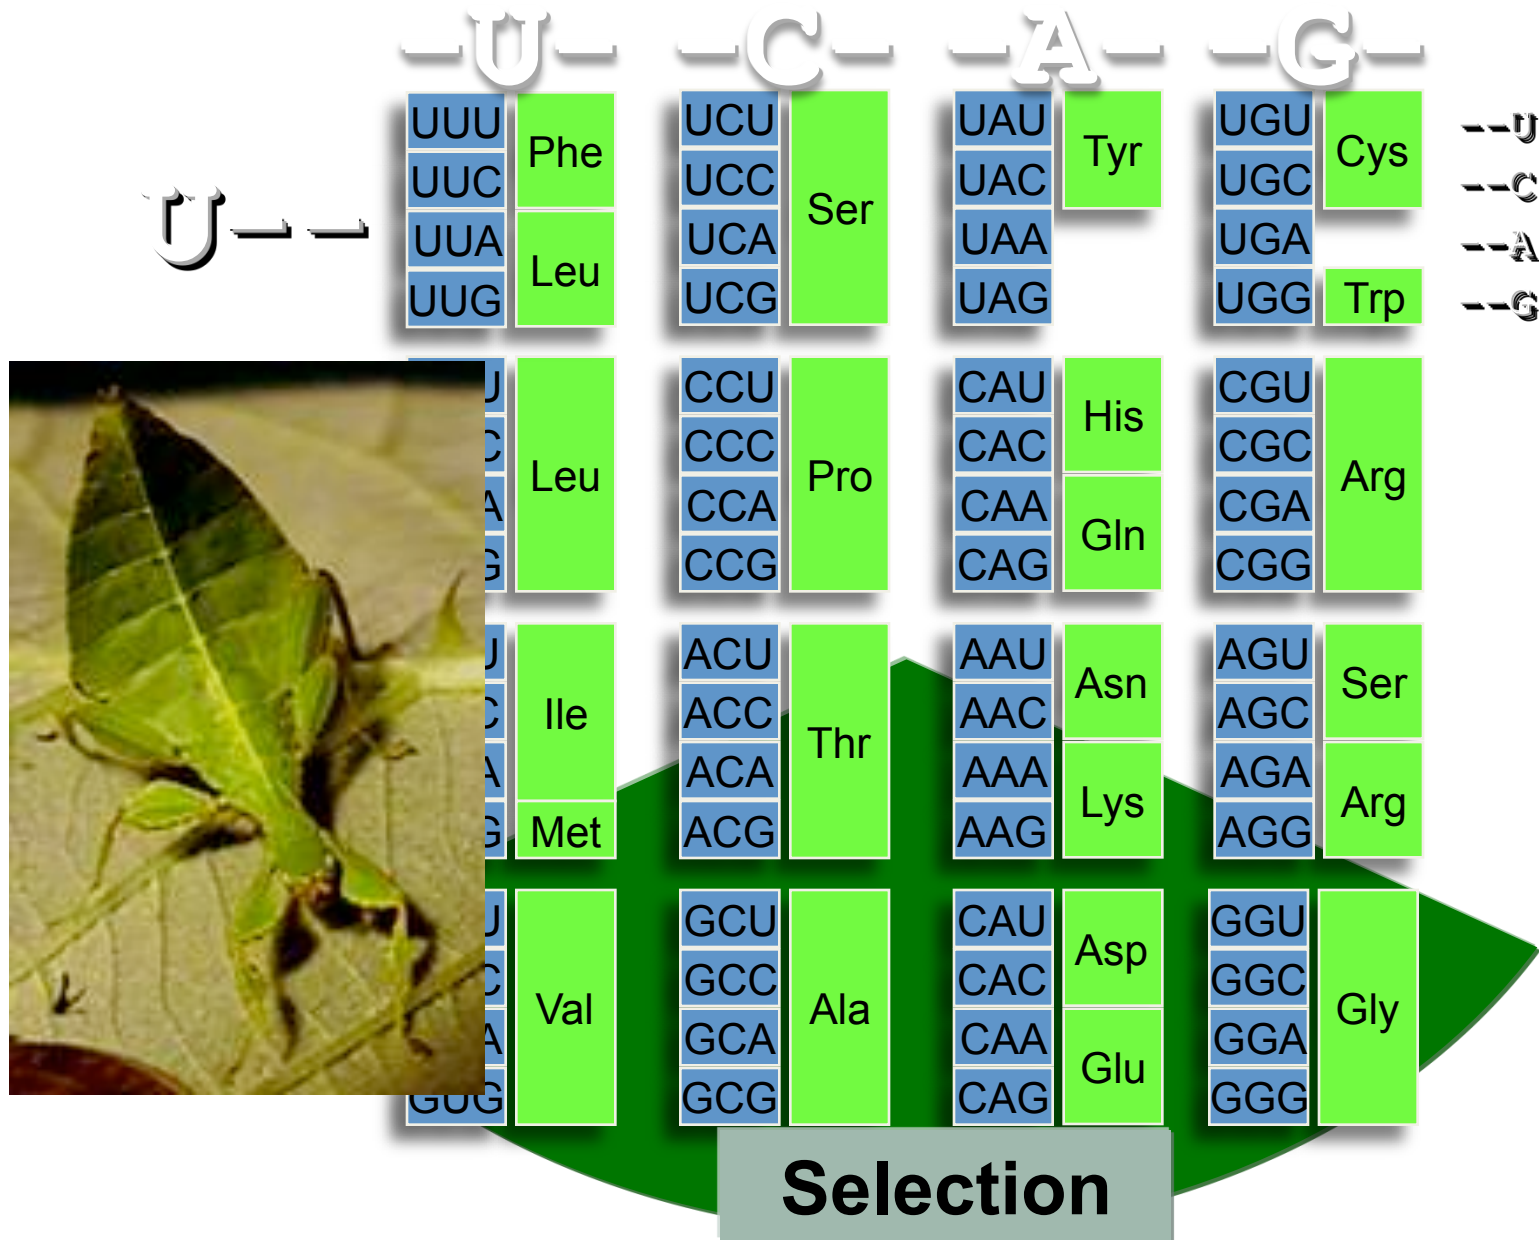 -U- -C- -A- -G-
U--
UUU Phe UCU Ser UAU Tyr UGU Cys --U
UUC UCC UAC UGC --C
UUA Leu UCA UAA UGA --A
UUG UCG UAG UGG Trp --G
U Leu CCU Pro CAU His CGU Arg
C CCC CAC CGC
A CCA CAA Gln CGA
G CCG CAG CGG
U Ile ACU Thr AAU Asn AGU Ser
C ACC AAC AGC
A ACA AAA Lys AGA Arg
G Met ACG AAG AGG
U Val GCU Ala CAU Asp GGU Gly
C GCC CAC GGC
A GCA CAA Glu GGA
GUG GCG CAG GGG
Selection